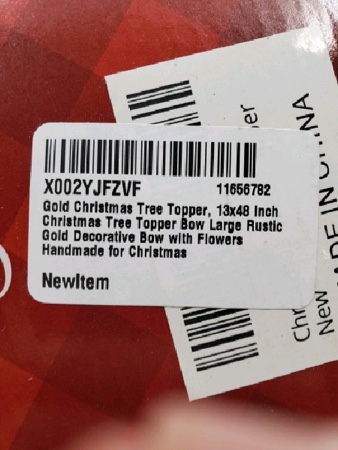 X002YJFZVF 11656782
Gold Christmas Tree Topper, 13x48 Inch
Christmas Tree Topper Bow Large Rustic
Gold Decorative Bow with Flowers
Handmade for Christmas
NewItem
New